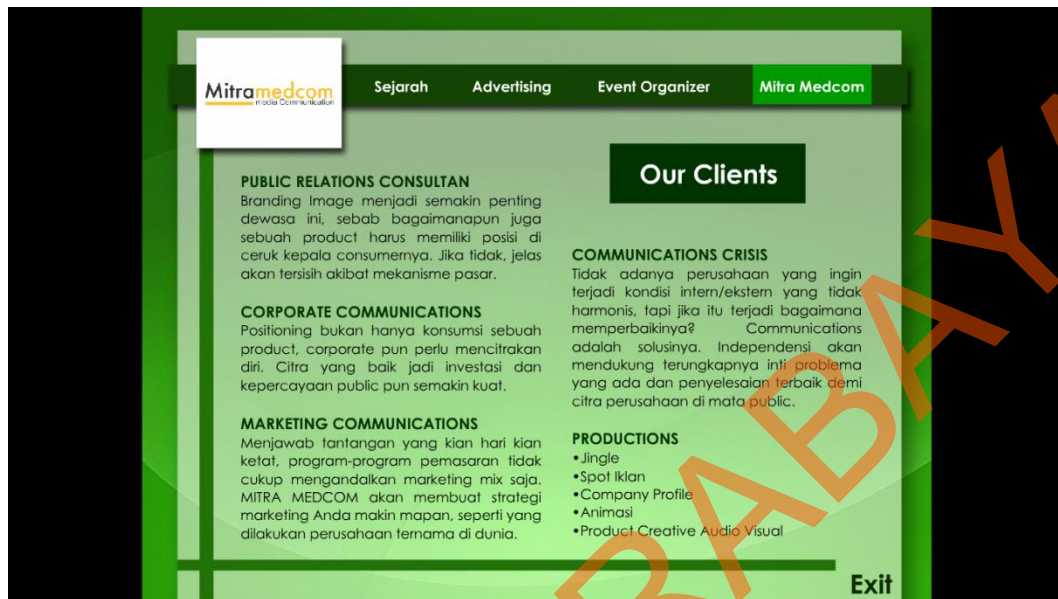 Mitramedcom
media Communication
Sejarah
Advertising
Event Organizer
Mitra Medcom
PUBLIC RELATIONS CONSULTAN
Branding Image menjadi semakin penting
dewasa ini, sebab bagaimanapun juga
sebuah product harus memiliki posisi di
ceruk kepala consumernya. Jika tidak, jelas
akan tersisih akibat mekanisme pasar.
CORPORATE COMMUNICATIONS
Positioning bukan hanya konsumsi sebuah
product, corporate pun perlu mencitrakan
diri. Citra yang baik jadi investasi dan
kepercayaan public pun semakin kuat.
MARKETING COMMUNICATIONS
Menjawab tantangan yang kian hari kian
ketat, program-program pemasaran tidak
cukup mengandalkan marketing mix saja.
MITRA MEDCOM akan membuat strategi
marketing Anda makin mapan, seperti yang
dilakukan perusahaan ternama di dunia.
Our Clients
COMMUNICATIONS CRISIS
Tidak adanya perusahaan yang ingin
terjadi kondisi intern/ekstern yang tidak
harmonis, tapi jika itu terjadi bagaimana
memperbaikinya? Communications
adalah solusinya. Independensi akan
mendukung terungkapnya inti problema
yang ada dan penyelesaian terbaik demi
citra perusahaan di mata public.
PRODUCTIONS
•Jingle
•Spot Iklan
•Company Profile
•Animasi
•Product Creative Audio Visual
Exit
RABAYA